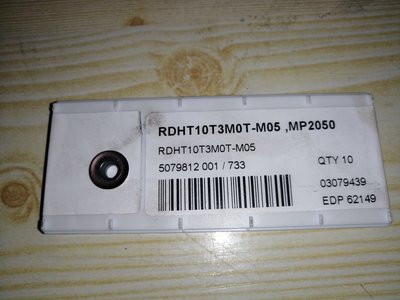 RDHT10T3M0T-M05 ,MP2050
RDHT10T3M0T-M05
5079812 001 / 733
QTY 10
03079439
EDP 62149